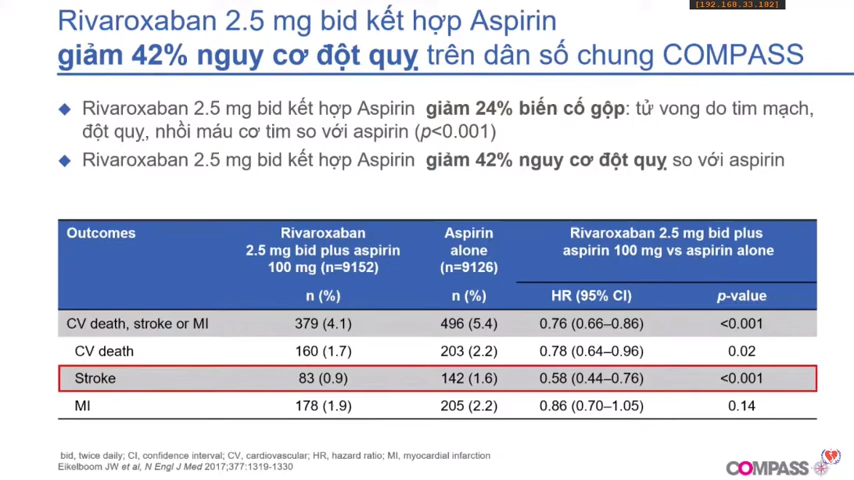 [192.168.33.182]
Rivaroxaban 2.5 mg bid kết hợp Aspirin
giảm 42% nguy cơ đột quỵ trên dân số chung COMPASS
Rivaroxaban 2.5 mg bid kết hợp Aspirin giảm 24% biến cố gộp: tử vong do tim mạch,
đột quỵ, nhồi máu cơ tim so với aspirin (p<0.001)
Rivaroxaban 2.5 mg bid kết hợp Aspirin giảm 42% nguy cơ đột quỵ so với aspirin
Outcomes
Rivaroxaban
2.5 mg bid plus aspirin
100 mg (n=9152)
Aspirin
alone
(n=9126)
Rivaroxaban 2.5 mg bid plus
aspirin 100 mg vs aspirin alone
n (%) n (%) HR (95% CI) p-value
CV death, stroke or MI 379 (4.1) 496 (5.4) 0.76 (0.66–0.86) <0.001
CV death 160 (1.7) 203 (2.2) 0.78 (0.64–0.96) 0.02
Stroke 83 (0.9) 142 (1.6) 0.58 (0.44–0.76) <0.001
MI 178 (1.9) 205 (2.2) 0.86 (0.70–1.05) 0.14
bid, twice daily; CI, confidence interval; CV, cardiovascular; HR, hazard ratio; MI, myocardial infarction
Eikelboom JW et al, N Engl J Med 2017;377:1319-1330
COMPASS